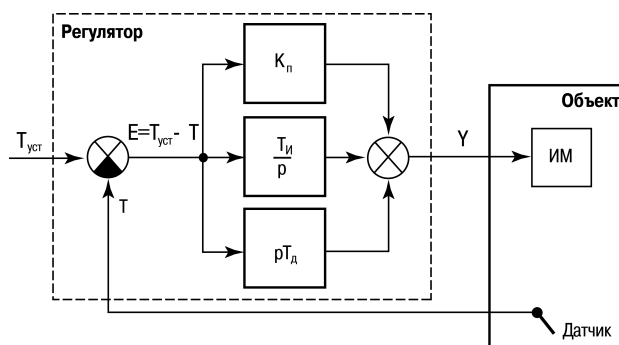 Регулятор
Kп
Объект
Tуст
E=Tуст- T
TИ
p
Y
ИМ
T
pTд
Датчик